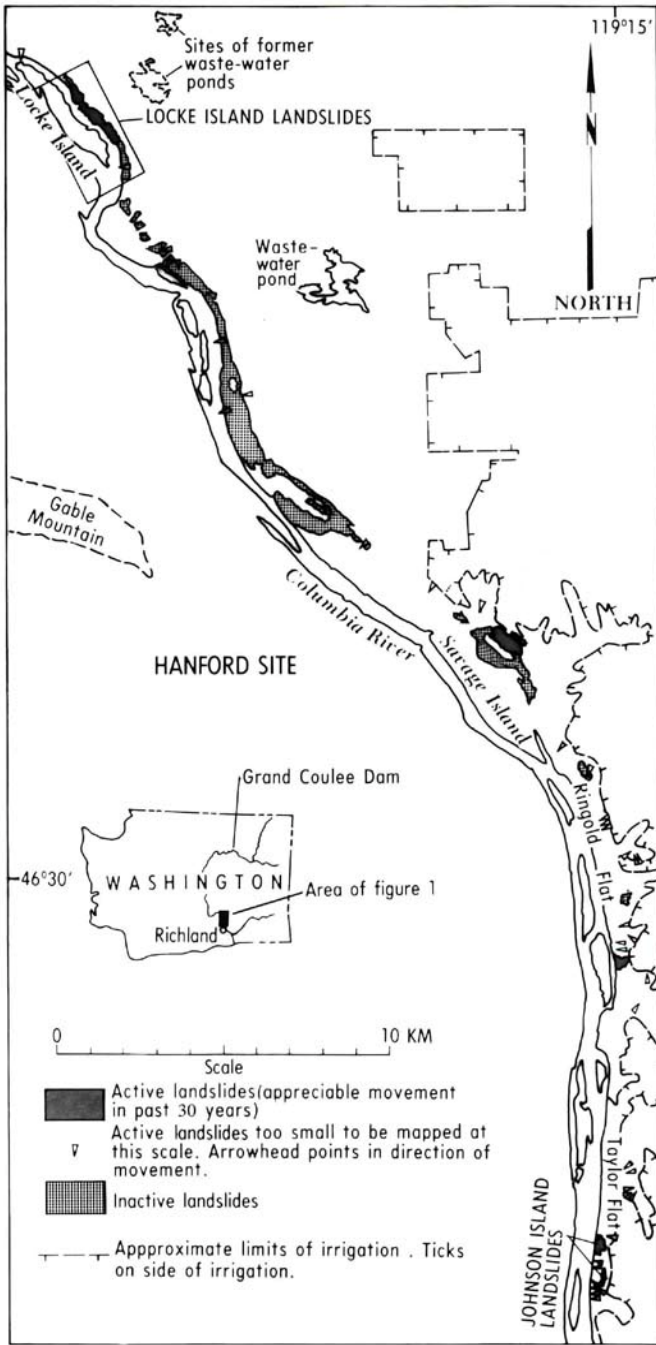 119°15'
Sites of former
waste-water
ponds
LOCKE ISLAND LANDSLIDES
Locke Island
N
NORTH
Waste-
water
pond
Gable
Mountain
Columbia River
Savage Island
HANFORD SITE
Ringold Flat
Grand Coulee Dam
46°30'
WASHINGTON
Area of figure 1
Richland
0 10 KM
Scale
Active landslides (appreciable movement
in past 30 years)
Active landslides too small to be mapped at
this scale. Arrowhead points in direction of
movement.
Inactive landslides
Appproximate limits of irrigation. Ticks
on side of irrigation.
Taylor Flat
JOHNSON ISLAND
LANDSLIDES